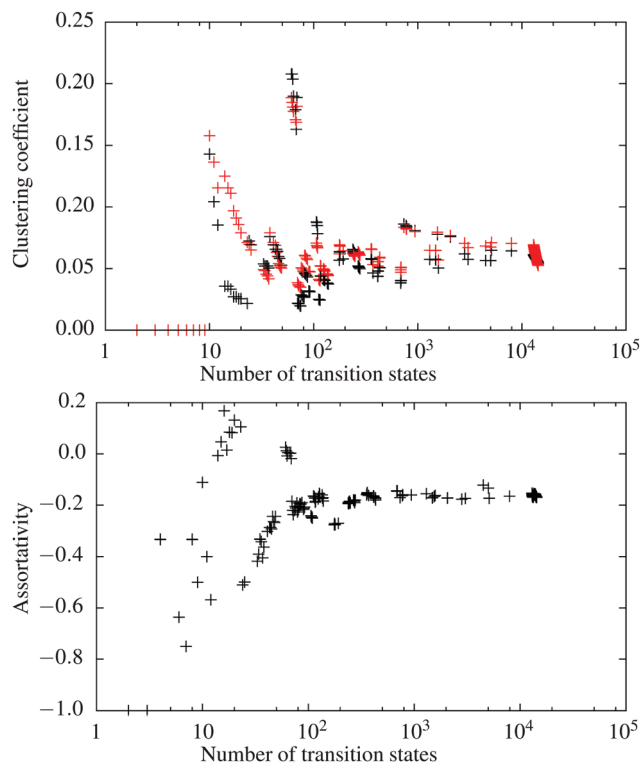 0.25
0.20
0.15
0.20
0.05
0.00
Clustering coefficient
1 10 10² 10³ 10⁴ 10⁵
Number of transition states
0.2
0.0
−0.2
−0.4
−0.6
−0.8
−1.0
Assortativity
1 10 10² 10³ 10⁴ 10⁵
Number of transition states